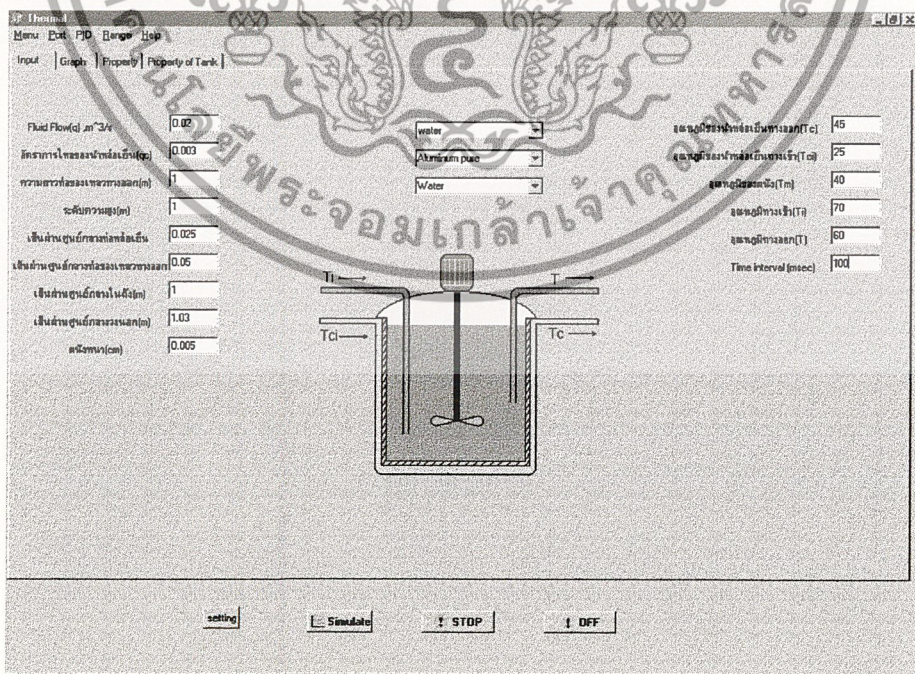 Thermal
Menu Port PID Range Help
Input Graph Property Property of Tank
Fluid Flow(q) ,m^3/s 0.02
อัตราการไหลของน้ำหล่อเย็น(qc) 0.003
ความยาวท่อของเหลวทางออก(m) 1
ระดับความสูง(m) 1
เส้นผ่านศูนย์กลางท่อหล่อเย็น 0.025
เส้นผ่านศูนย์กลางท่อของเหลวทางออก 0.05
เส้นผ่านศูนย์กลางในถัง(m) 1
เส้นผ่านศูนย์กลางวงนอก(m) 1.03
ผนังหนา(cm) 0.005
water
Aluminum pure
Water
อุณหภูมิของน้ำหล่อเย็นทางออก(Tc) 45
อุณหภูมิของน้ำหล่อเย็นทางเข้า(Tci) 25
อุณหภูมิของผนัง(Tm) 40
อุณหภูมิทางเข้า(Ti) 70
อุณหภูมิทางออก(T) 60
Time interval (msec) 100
Ti T
Tci Tc
setting Simulate STOP OFF